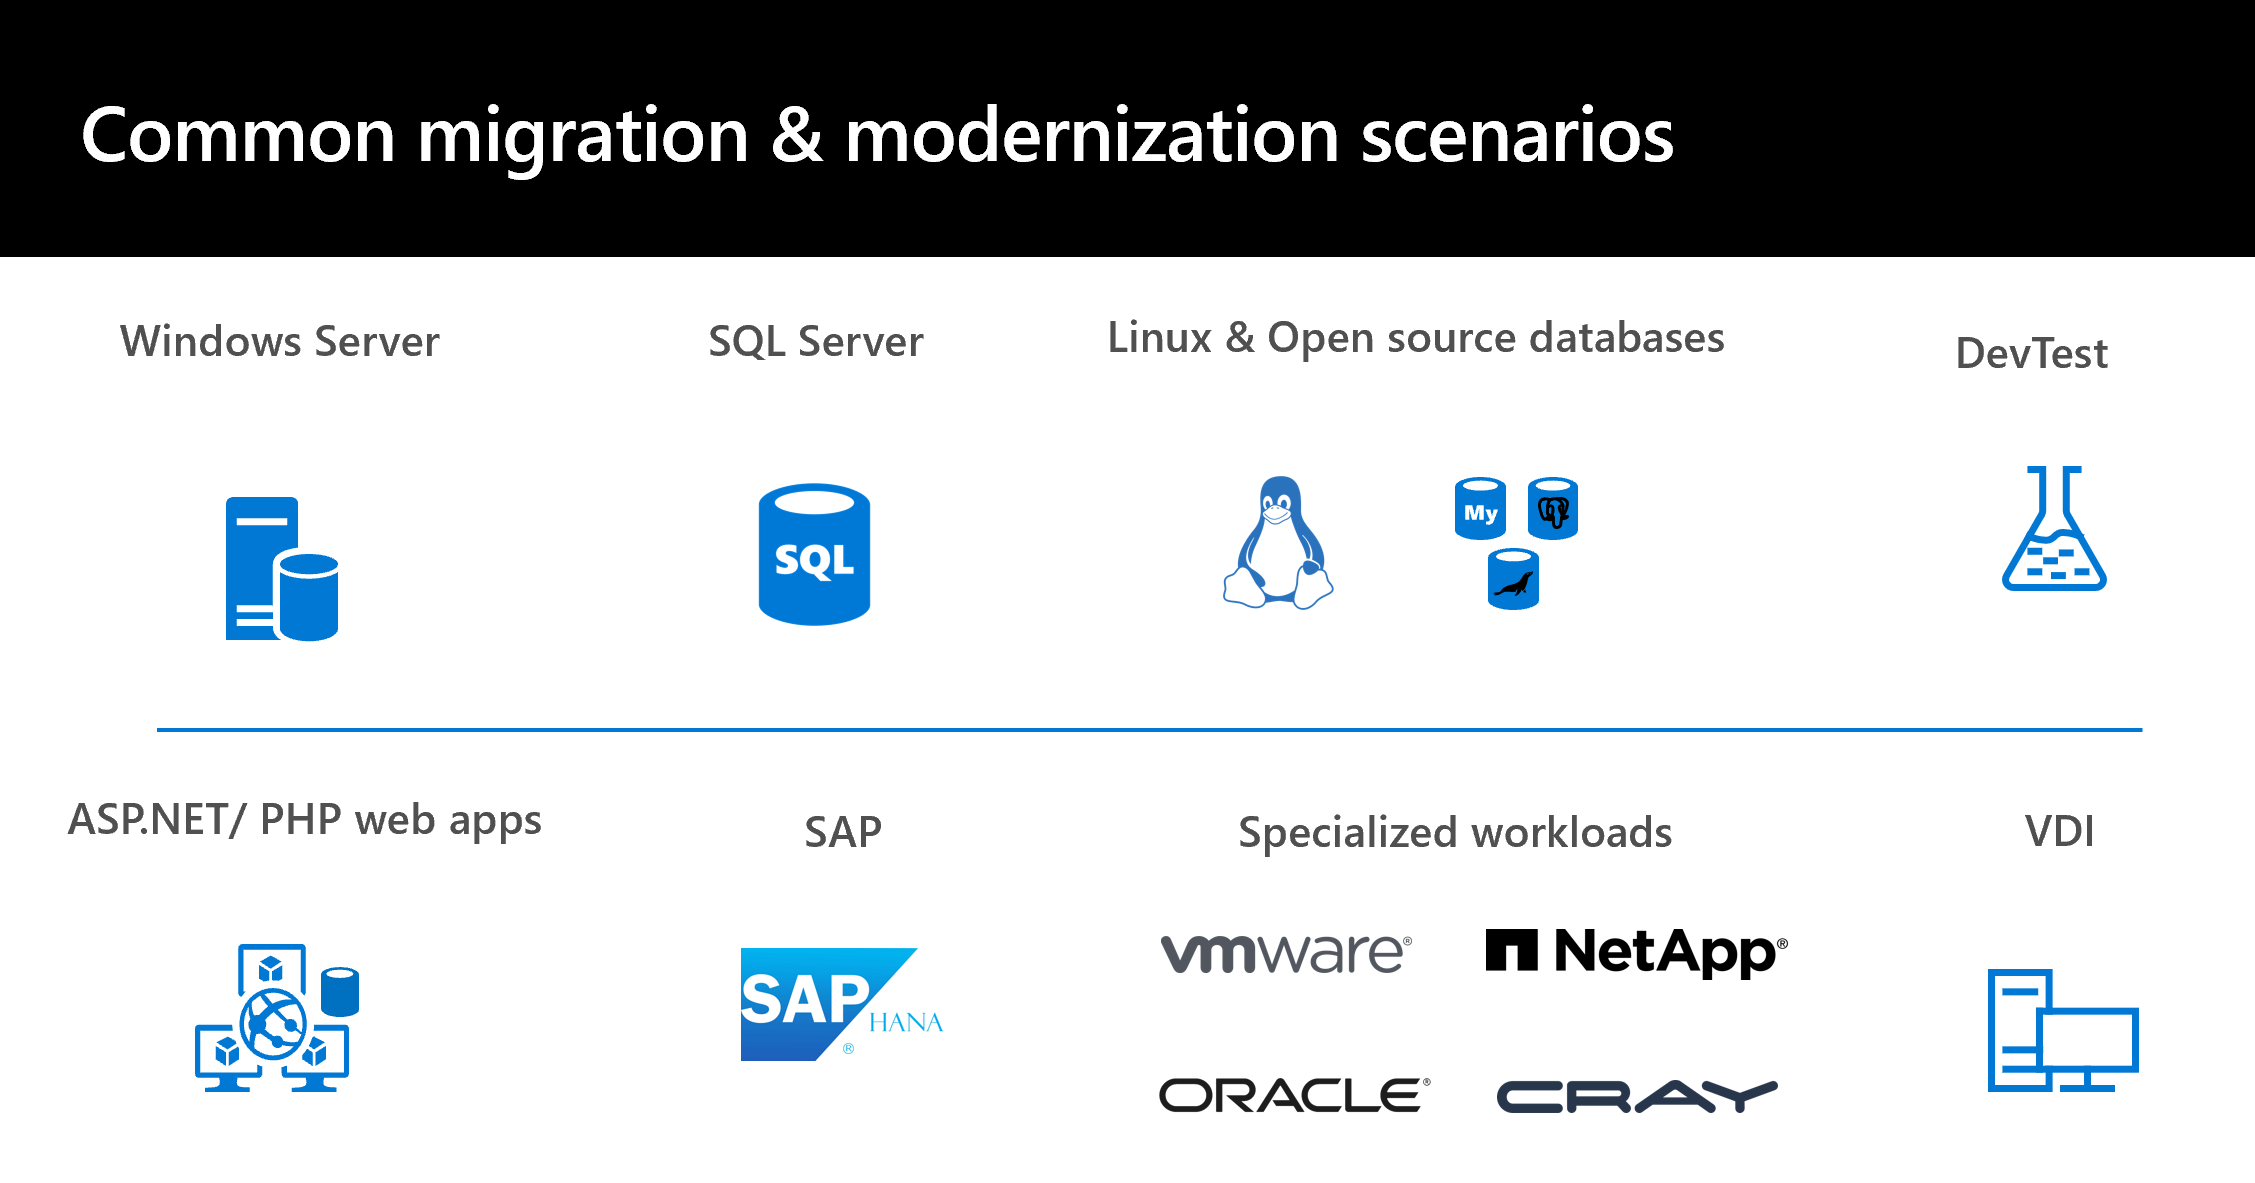 Common migration & modernization scenarios
Windows Server
SQL Server
Linux & Open source databases
DevTest
SQL
My
ASP.NET/ PHP web apps
SAP
Specialized workloads
VDI
SAP HANA ®
vmware®
NetApp®
ORACLE®
CRAY